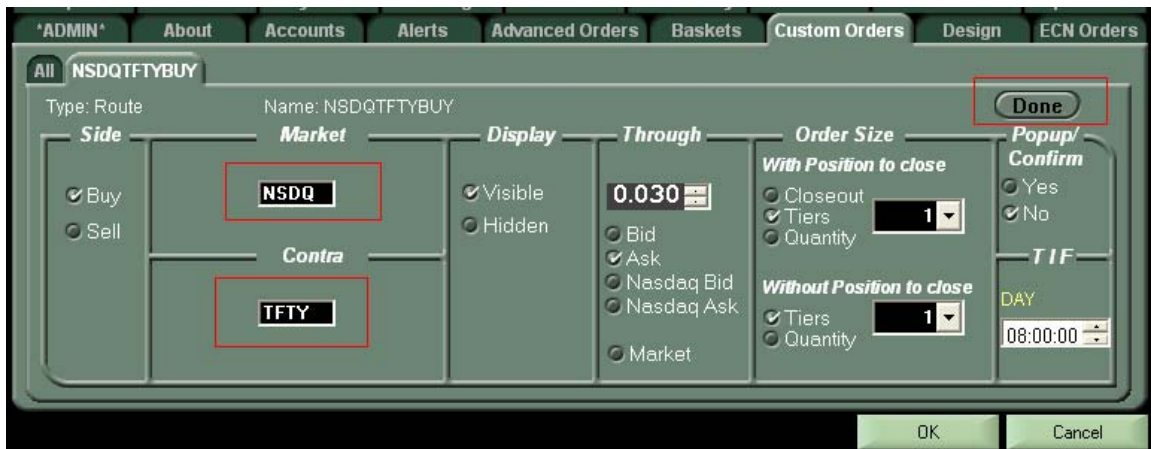 *ADMIN* About Accounts Alerts Advanced Orders Baskets Custom Orders Design ECN Orders
All NSDQTFTYBUY
Type: Route Name: NSDQTFTYBUY Done
Side Market Display Through Order Size Popup/
Confirm
With Position to close
Buy NSDQ Visible 0.030 Closeout Yes
Tiers 1 No
Sell Hidden Bid Quantity
Contra Ask TIF
Nasdaq Bid Without Position to close
TFTY Nasdaq Ask Tiers 1 DAY
Quantity 08:00:00
Market
OK Cancel